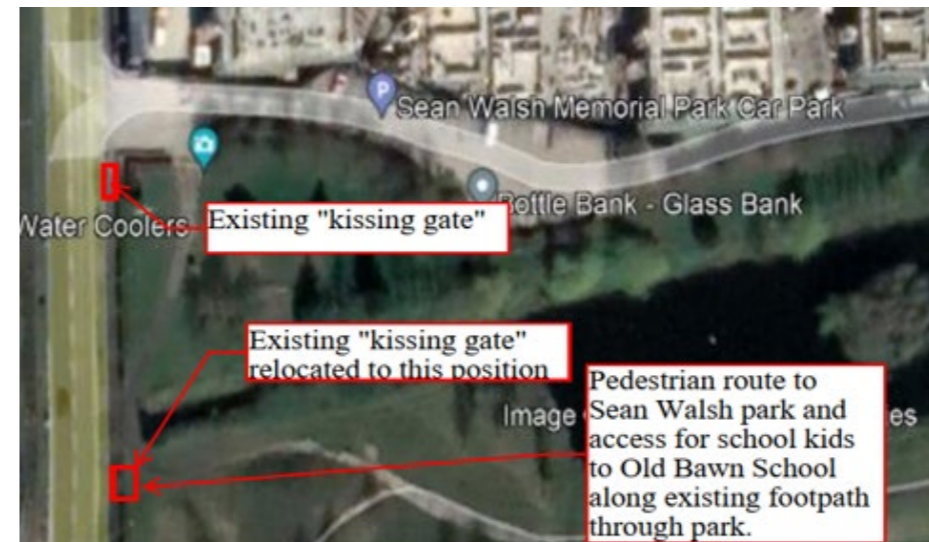 P
Sean Walsh Memorial Park Car Park
Bottle Bank - Glass Bank
Water Coolers
Existing "kissing gate"
Existing "kissing gate"
relocated to this position
Image
es
Pedestrian route to
Sean Walsh park and
access for school kids
to Old Bawn School
along existing footpath
through park.